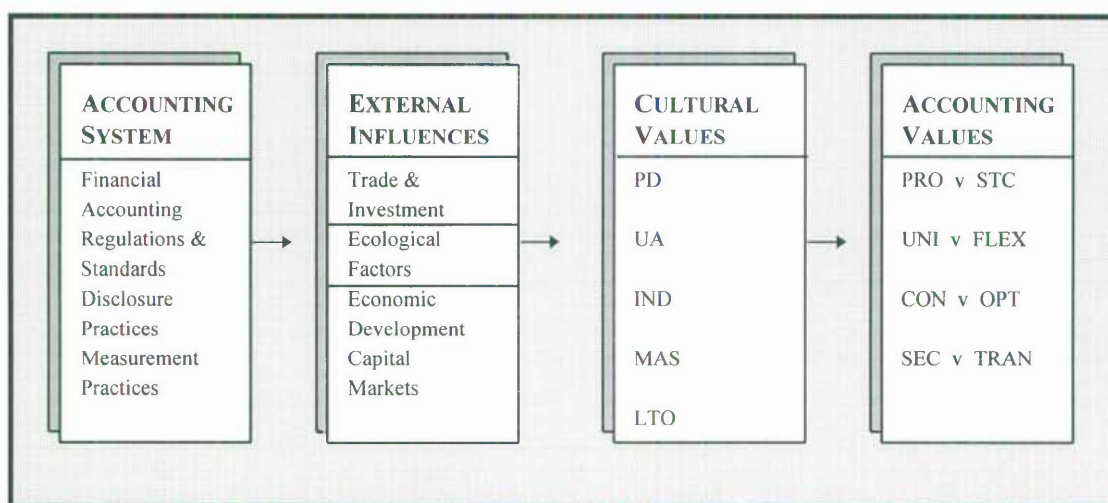 ACCOUNTING
SYSTEM
Financial
Accounting
Regulations &
Standards
Disclosure
Practices
Measurement
Practices
EXTERNAL
INFLUENCES
Trade &
Investment
Ecological
Factors
Economic
Development
Capital
Markets
CULTURAL
VALUES
PD
UA
IND
MAS
LTO
ACCOUNTING
VALUES
PRO v STC
UNI v FLEX
CON v OPT
SEC v TRAN